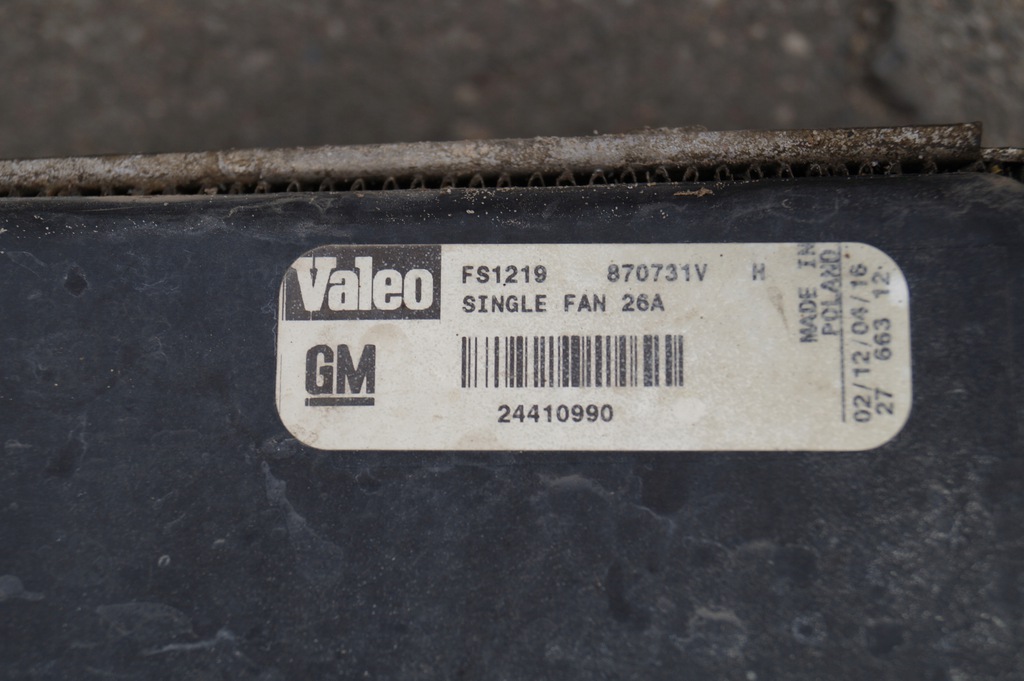 Valeo FS1219 870731V H
SINGLE FAN 26A
GM
24410990
MADE IN
POLAND
02/12/04/16
27 663 12